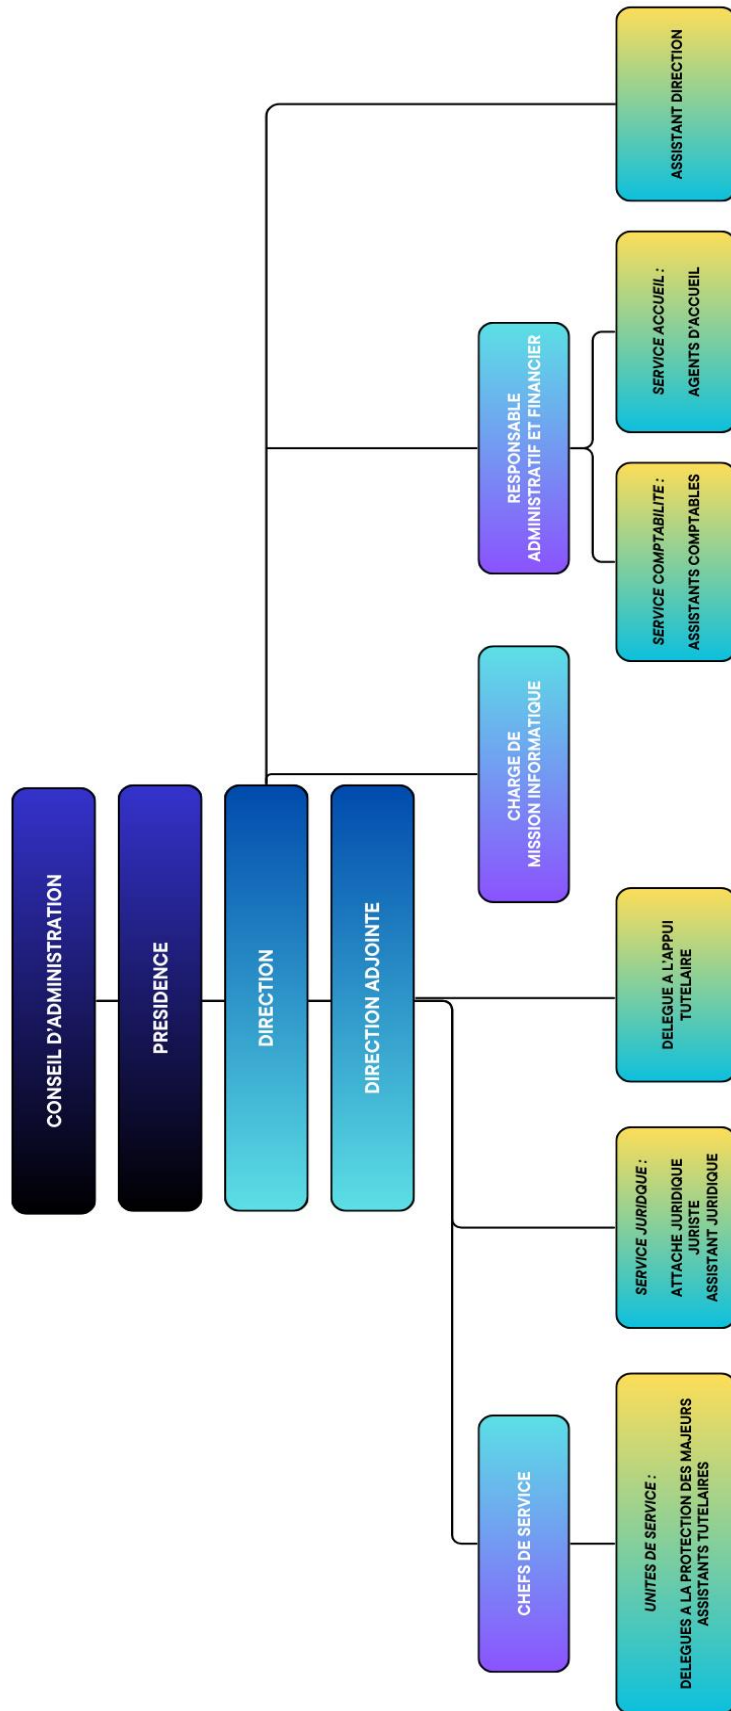 CONSEIL D'ADMINISTRATION
PRESIDENCE
DIRECTION
DIRECTION ADJOINTE
CHEFS DE SERVICE
CHARGE DE
MISSION INFORMATIQUE
RESPONSABLE
ADMINISTRATIF ET FINANCIER
UNITES DE SERVICE :
DELEGUES A LA PROTECTION DES MAJEURS
ASSISTANTS TUTELAIRES
SERVICE JURIDQUE :
ATTACHE JURIDIQUE
JURISTE
ASSISTANT JURIDIQUE
DELEGUE A L'APPUI
TUTELAIRE
SERVICE COMPTABILITE :
ASSISTANTS COMPTABLES
SERVICE ACCUEIL :
AGENTS D'ACCUEIL
ASSISTANT DIRECTION